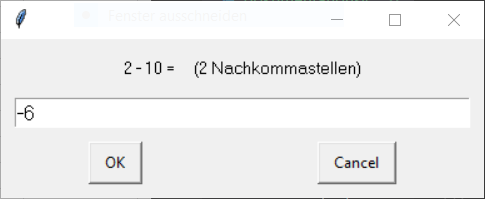 Fenster ausschneiden
2 - 10 = (2 Nachkommastellen)
-6
OK
Cancel